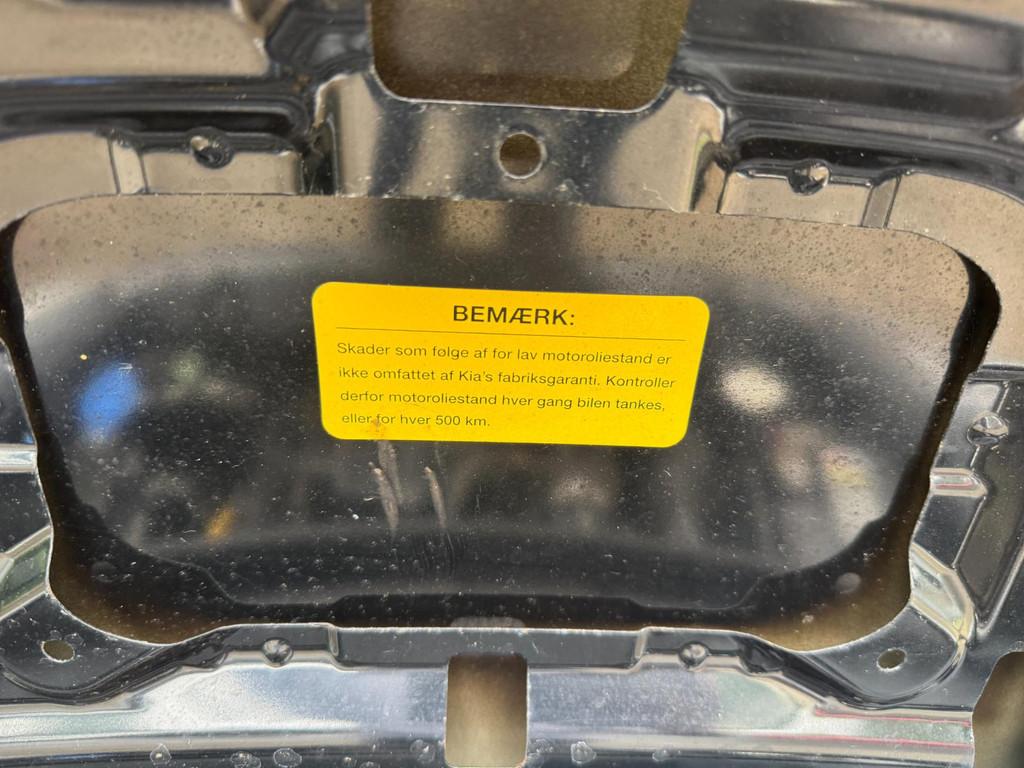 BEMÆRK:
Skader som følge af for lav motoroliestand er
ikke omfattet af Kia's fabriksgaranti. Kontroller
derfor motoroliestand hver gang bilen tankes,
eller for hver 500 km.